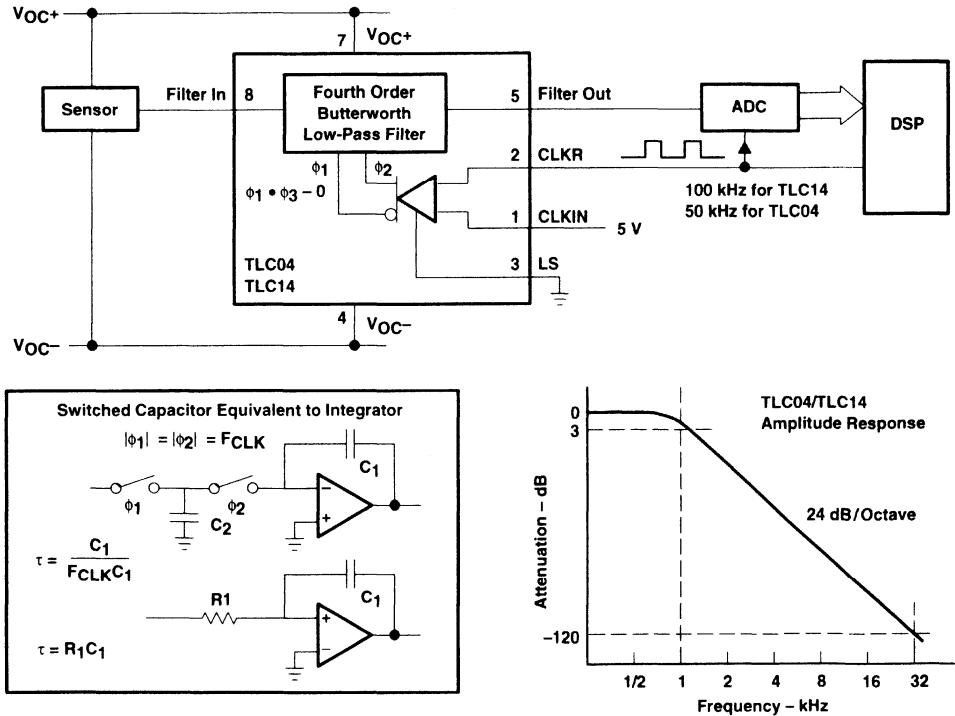 VOC+
7 VOC+
Sensor
Filter In 8
Fourth Order
Butterworth
Low-Pass Filter
5 Filter Out
ADC
DSP
ϕ1 ϕ2
ϕ1 • ϕ3 – 0
2 CLKR
100 kHz for TLC14
50 kHz for TLC04
1 CLKIN
5 V
3 LS
TLC04
TLC14
4 VOC–
VOC–
Switched Capacitor Equivalent to Integrator
|ϕ1| = |ϕ2| = FCLK
C1
ϕ1 ϕ2
C2
– +
τ = C1 / FCLKC1
R1
C1
+ –
τ = R1C1
TLC04/TLC14
Amplitude Response
0
3
24 dB/Octave
–120
Attenuation – dB
1/2 1 2 4 8 16 32
Frequency – kHz